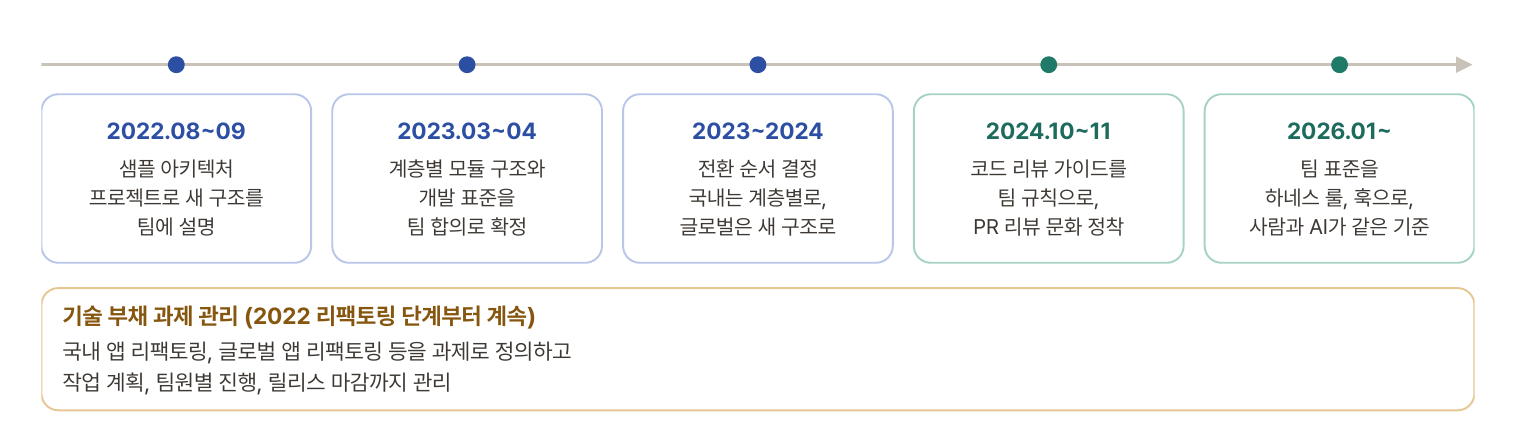 2022.08~09
샘플 아키텍처
프로젝트로 새 구조를
팀에 설명
2023.03~04
계층별 모듈 구조와
개발 표준을
팀 합의로 확정
2023~2024
전환 순서 결정
국내는 계층별로,
글로벌은 새 구조로
2024.10~11
코드 리뷰 가이드를
팀 규칙으로,
PR 리뷰 문화 정착
2026.01~
팀 표준을
하네스 룰, 훅으로,
사람과 AI가 같은 기준
기술 부채 과제 관리 (2022 리팩토링 단계부터 계속)
국내 앱 리팩토링, 글로벌 앱 리팩토링 등을 과제로 정의하고
작업 계획, 팀원별 진행, 릴리스 마감까지 관리